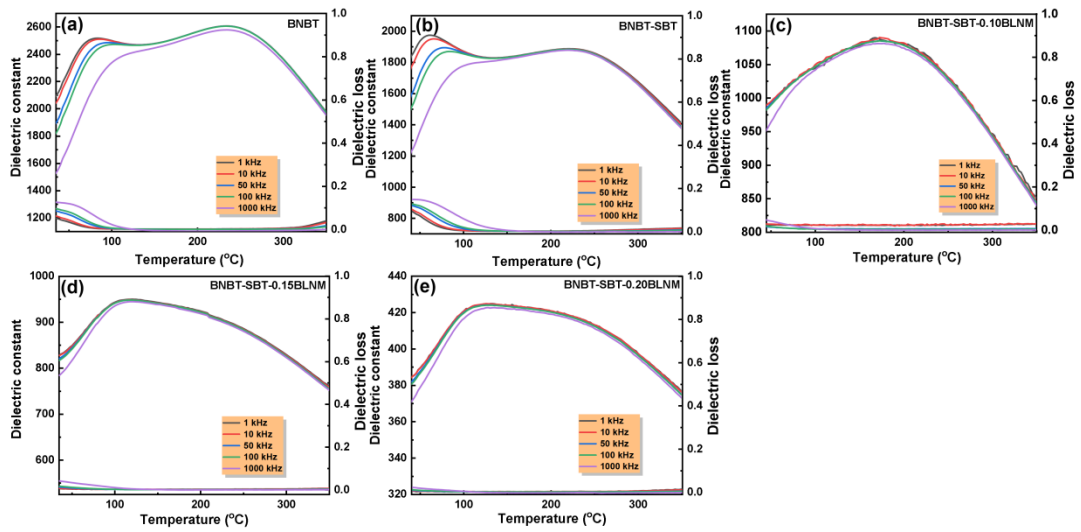 (a)
BNBT
Dielectric constant
2600
2400
2200
2000
1800
1600
1400
1200
1.0
0.8
0.6
0.4
0.2
0.0
Dielectric loss
1 kHz
10 kHz
50 kHz
100 kHz
1000 kHz
100
200
300
Temperature (°C)
(b)
BNBT-SBT
Dielectric constant
2000
1800
1600
1400
1200
1000
800
1.0
0.8
0.6
0.4
0.2
0.0
Dielectric loss
1 kHz
10 kHz
50 kHz
100 kHz
1000 kHz
100
200
300
Temperature (°C)
(c)
BNBT-SBT-0.10BLNM
Dielectric constant
1100
1050
1000
950
900
850
800
1.0
0.8
0.6
0.4
0.2
0.0
Dielectric loss
1 kHz
10 kHz
50 kHz
100 kHz
1000 kHz
100
200
300
Temperature (°C)
(d)
BNBT-SBT-0.15BLNM
Dielectric constant
1000
950
900
850
800
750
700
650
600
550
1.0
0.8
0.6
0.4
0.2
0.0
Dielectric loss
1 kHz
10 kHz
50 kHz
100 kHz
1000 kHz
100
200
300
Temperature (°C)
(e)
BNBT-SBT-0.20BLNM
Dielectric constant
440
420
400
380
360
340
320
1.0
0.8
0.6
0.4
0.2
0.0
Dielectric loss
1 kHz
10 kHz
50 kHz
100 kHz
1000 kHz
100
200
300
Temperature (°C)